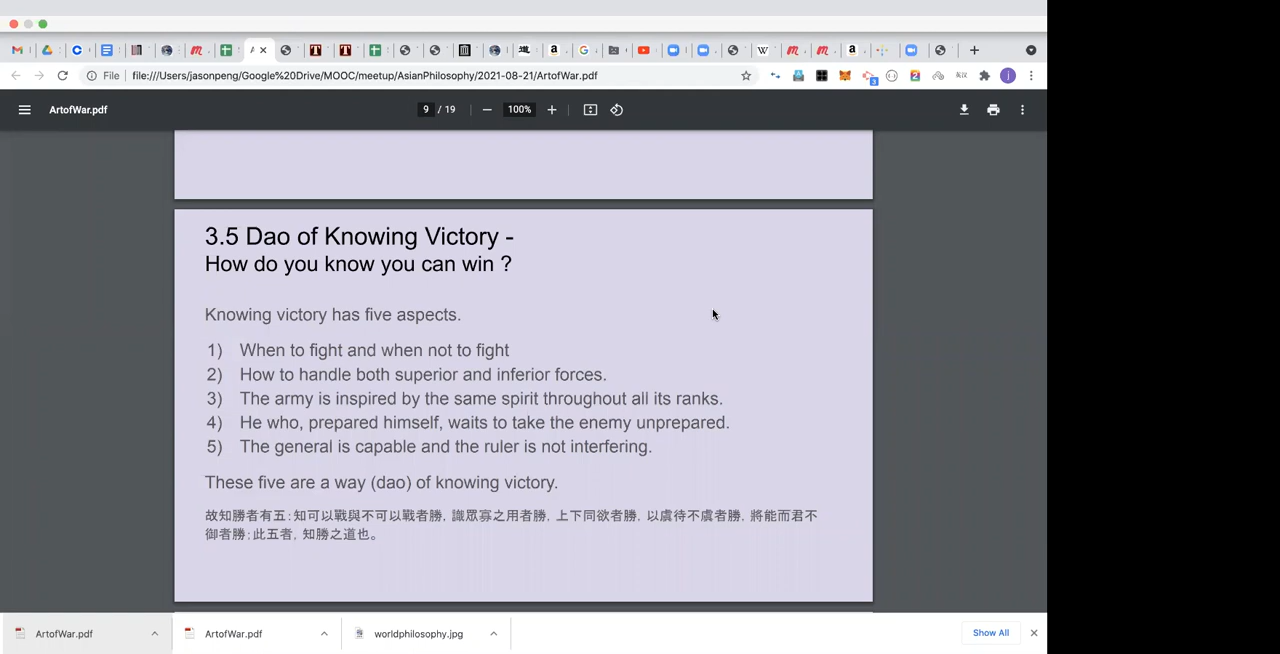 File file:///Users/jasonpeng/Google%20Drive/MOOC/meetup/AsianPhilosophy/2021-08-21/ArtofWar.pdf
ArtofWar.pdf 9 / 19 100%
3.5 Dao of Knowing Victory -
How do you know you can win ?
Knowing victory has five aspects.
1) When to fight and when not to fight
2) How to handle both superior and inferior forces.
3) The army is inspired by the same spirit throughout all its ranks.
4) He who, prepared himself, waits to take the enemy unprepared.
5) The general is capable and the ruler is not interfering.
These five are a way (dao) of knowing victory.
故知勝者有五:知可以戰與不可以戰者勝, 識眾寡之用者勝, 上下同欲者勝, 以虞待不虞者勝, 將能而君不
御者勝;此五者, 知勝之道也。
ArtofWar.pdf ArtofWar.pdf worldphilosophy.jpg Show All